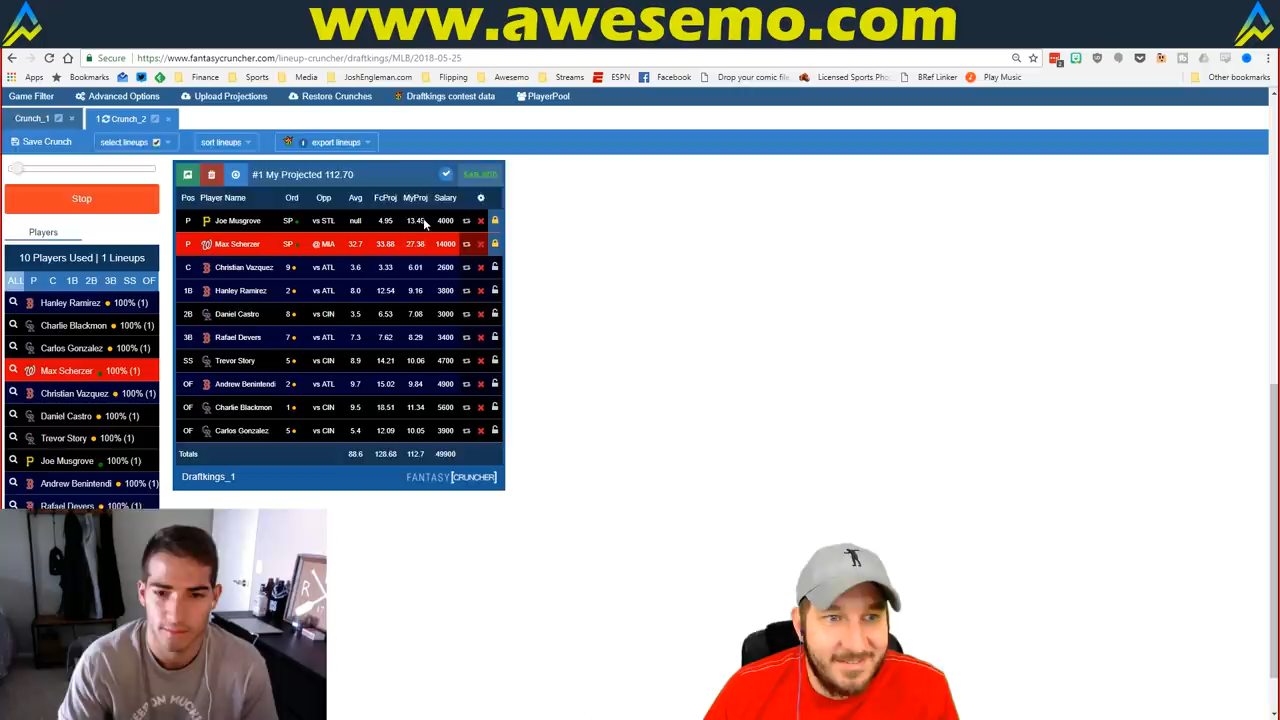 www.awesemo.com
Secure https://www.fantasycruncher.com/lineup-cruncher/draftkings/MLB/2018-05-25
Apps Bookmarks Finance Sports Media JoshEngleman.com Flipping Awesemo Streams ESPN Facebook Drop your comic file Licensed Sports Pho BRef Linker Play Music Other bookmarks
Game Filter Advanced Options Upload Projections Restore Crunches Draftkings contest data PlayerPool
Crunch_1 1 Crunch_2
Save Crunch select lineups sort lineups export lineups
Stop
Players
10 Players Used | 1 Lineups
ALL P C 1B 2B 3B SS OF
Hanley Ramirez 100% (1)
Charlie Blackmon 100% (1)
Carlos Gonzalez 100% (1)
Max Scherzer 100% (1)
Christian Vazquez 100% (1)
Daniel Castro 100% (1)
Trevor Story 100% (1)
Joe Musgrove 100% (1)
Andrew Benintendi 100% (1)
Rafael Devers 100% (1)
#1 My Projected 112.70
Pos Player Name Ord Opp Avg FcProj MyProj Salary
P Joe Musgrove SP vs STL null 4.95 13.45 4000
P Max Scherzer SP @ MIA 32.7 33.88 27.38 14000
C Christian Vazquez 9 vs ATL 3.6 3.33 6.01 2600
1B Hanley Ramirez 2 vs ATL 8.0 12.54 9.16 3800
2B Daniel Castro 8 vs CIN 3.5 6.53 7.08 3000
3B Rafael Devers 7 vs ATL 7.3 7.62 8.29 3400
SS Trevor Story 5 vs CIN 8.9 14.21 10.06 4700
OF Andrew Benintendi 2 vs ATL 9.7 15.02 9.84 4900
OF Charlie Blackmon 1 vs CIN 9.5 18.51 11.34 5600
OF Carlos Gonzalez 5 vs CIN 5.4 12.09 10.05 3900
Totals 88.6 128.68 112.7 49900
Draftkings_1 FANTASY [CRUNCHER]